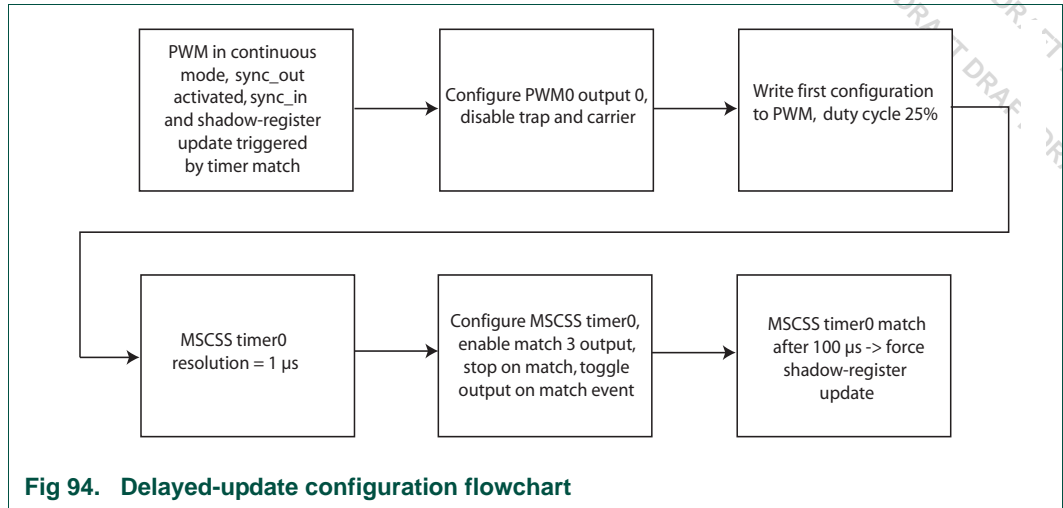 PWM in continuous
mode, sync_out
activated, sync_in
and shadow-register
update triggered
by timer match
Configure PWM0 output 0,
disable trap and carrier
Write first configuration
to PWM, duty cycle 25%
MSCSS timer0
resolution = 1 µs
Configure MSCSS timer0,
enable match 3 output,
stop on match, toggle
output on match event
MSCSS timer0 match
after 100 µs -> force
shadow-register
update
Fig 94. Delayed-update configuration flowchart